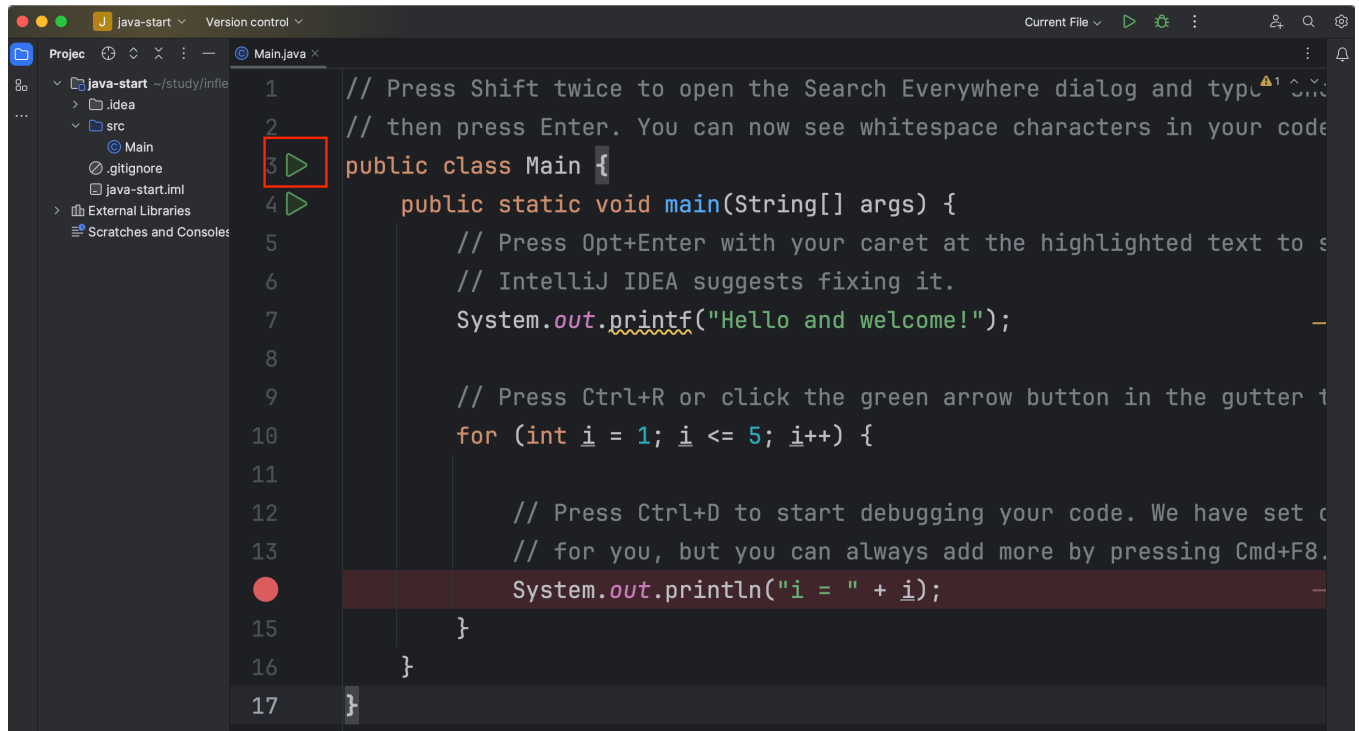 J java-start Version control Current File
Projec Main.java
java-start ~/study/infle
.idea
src
Main
.gitignore
java-start.iml
External Libraries
Scratches and Consoles
1 // Press Shift twice to open the Search Everywhere dialog and type 1
2 // then press Enter. You can now see whitespace characters in your code
3 public class Main {
4 public static void main(String[] args) {
5 // Press Opt+Enter with your caret at the highlighted text to s
6 // IntelliJ IDEA suggests fixing it.
7 System.out.printf("Hello and welcome!");
8
9 // Press Ctrl+R or click the green arrow button in the gutter t
10 for (int i = 1; i <= 5; i++) {
11
12 // Press Ctrl+D to start debugging your code. We have set o
13 // for you, but you can always add more by pressing Cmd+F8.
System.out.println("i = " + i);
15 }
16 }
17 }